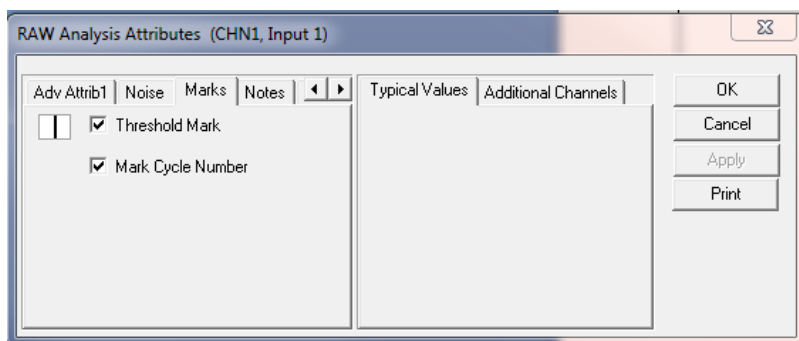 RAW Analysis Attributes (CHN1, Input 1)
Adv Attrib1 Noise Marks Notes
Typical Values Additional Channels
Threshold Mark
Mark Cycle Number
OK
Cancel
Apply
Print